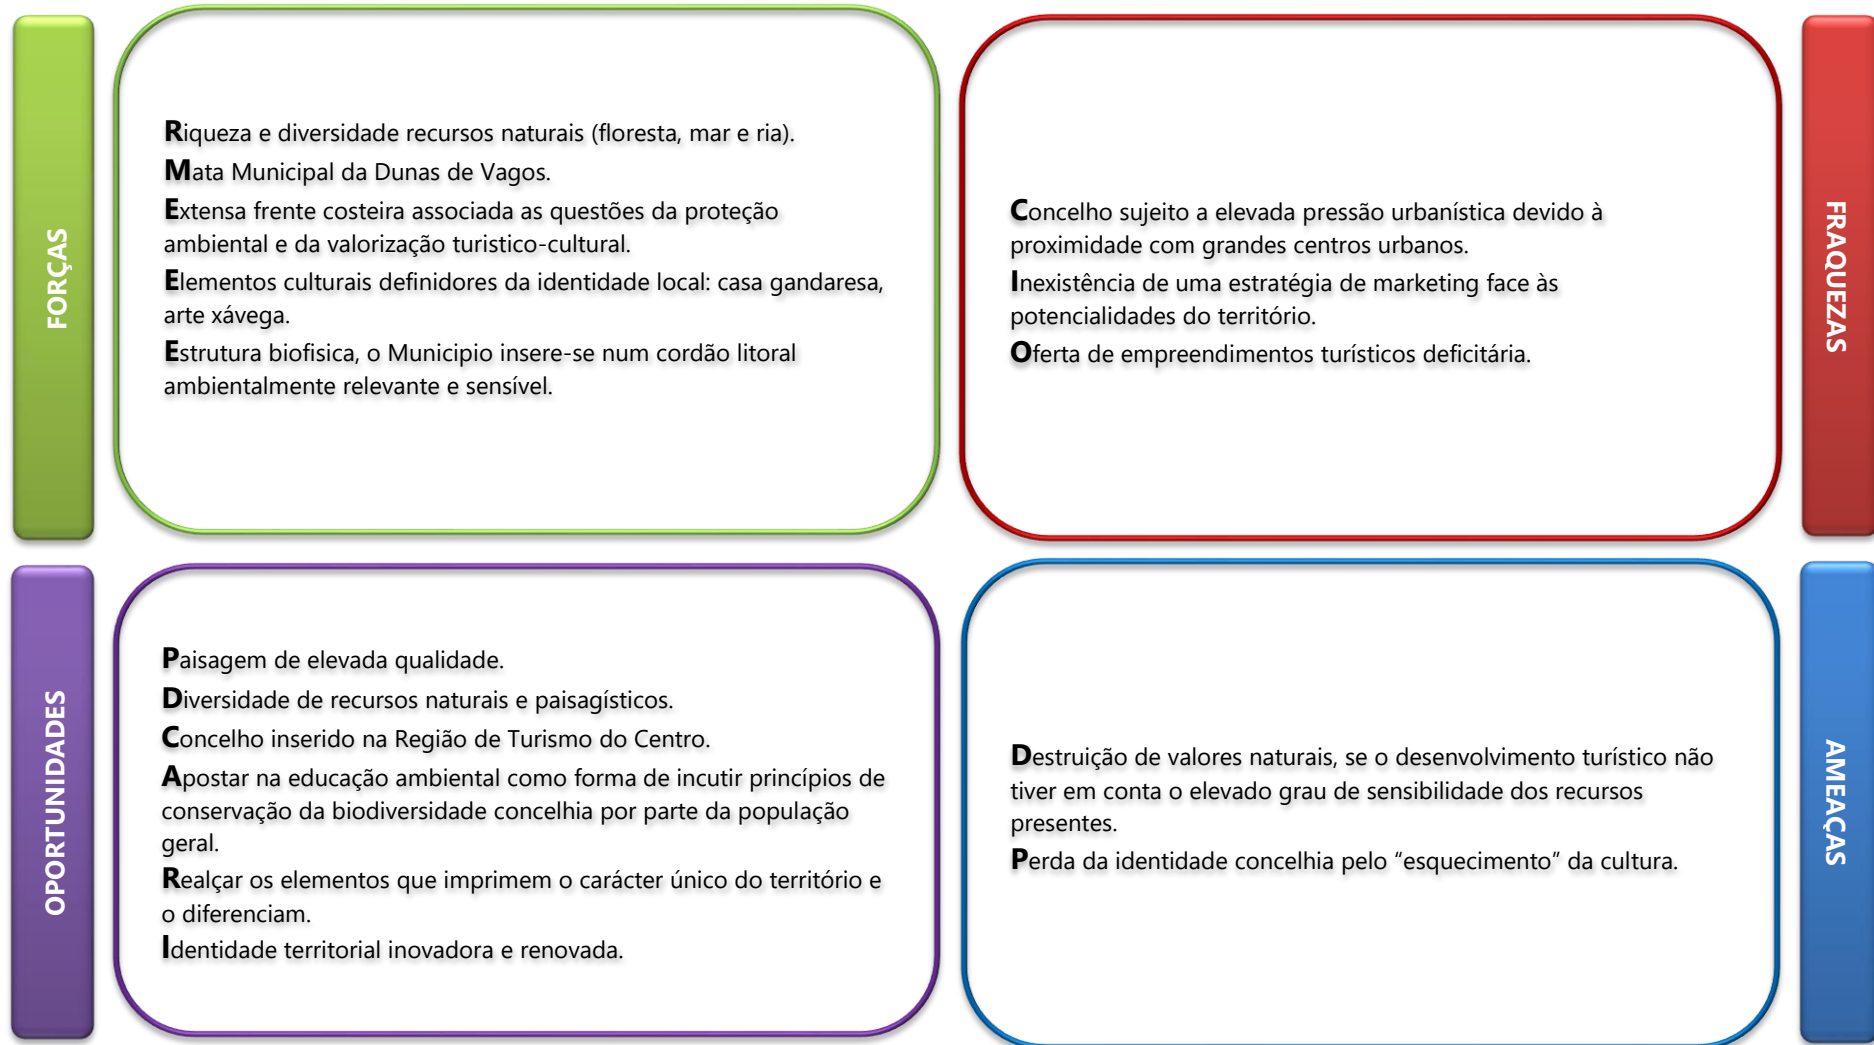 FORÇAS
Riqueza e diversidade recursos naturais (floresta, mar e ria).
Mata Municipal da Dunas de Vagos.
Extensa frente costeira associada as questões da proteção
ambiental e da valorização turistico-cultural.
Elementos culturais definidores da identidade local: casa gandaresa,
arte xávega.
Estrutura biofisica, o Municipio insere-se num cordão litoral
ambientalmente relevante e sensível.
FRAQUEZAS
Concelho sujeito a elevada pressão urbanística devido à
proximidade com grandes centros urbanos.
Inexistência de uma estratégia de marketing face às
potencialidades do território.
Oferta de empreendimentos turísticos deficitária.
OPORTUNIDADES
Paisagem de elevada qualidade.
Diversidade de recursos naturais e paisagísticos.
Concelho inserido na Região de Turismo do Centro.
Apostar na educação ambiental como forma de incutir princípios de
conservação da biodiversidade concelhia por parte da população
geral.
Realçar os elementos que imprimem o carácter único do território e
o diferenciam.
Identidade territorial inovadora e renovada.
AMEAÇAS
Destruição de valores naturais, se o desenvolvimento turístico não
tiver em conta o elevado grau de sensibilidade dos recursos
presentes.
Perda da identidade concelhia pelo “esquecimento” da cultura.